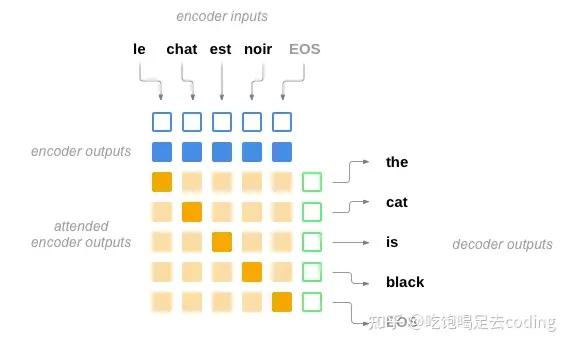 encoder inputs
le chat est noir EOS
encoder outputs
the
cat
attended
encoder outputs
is
decoder outputs
black
EOS
知乎 @吃饱喝足去coding